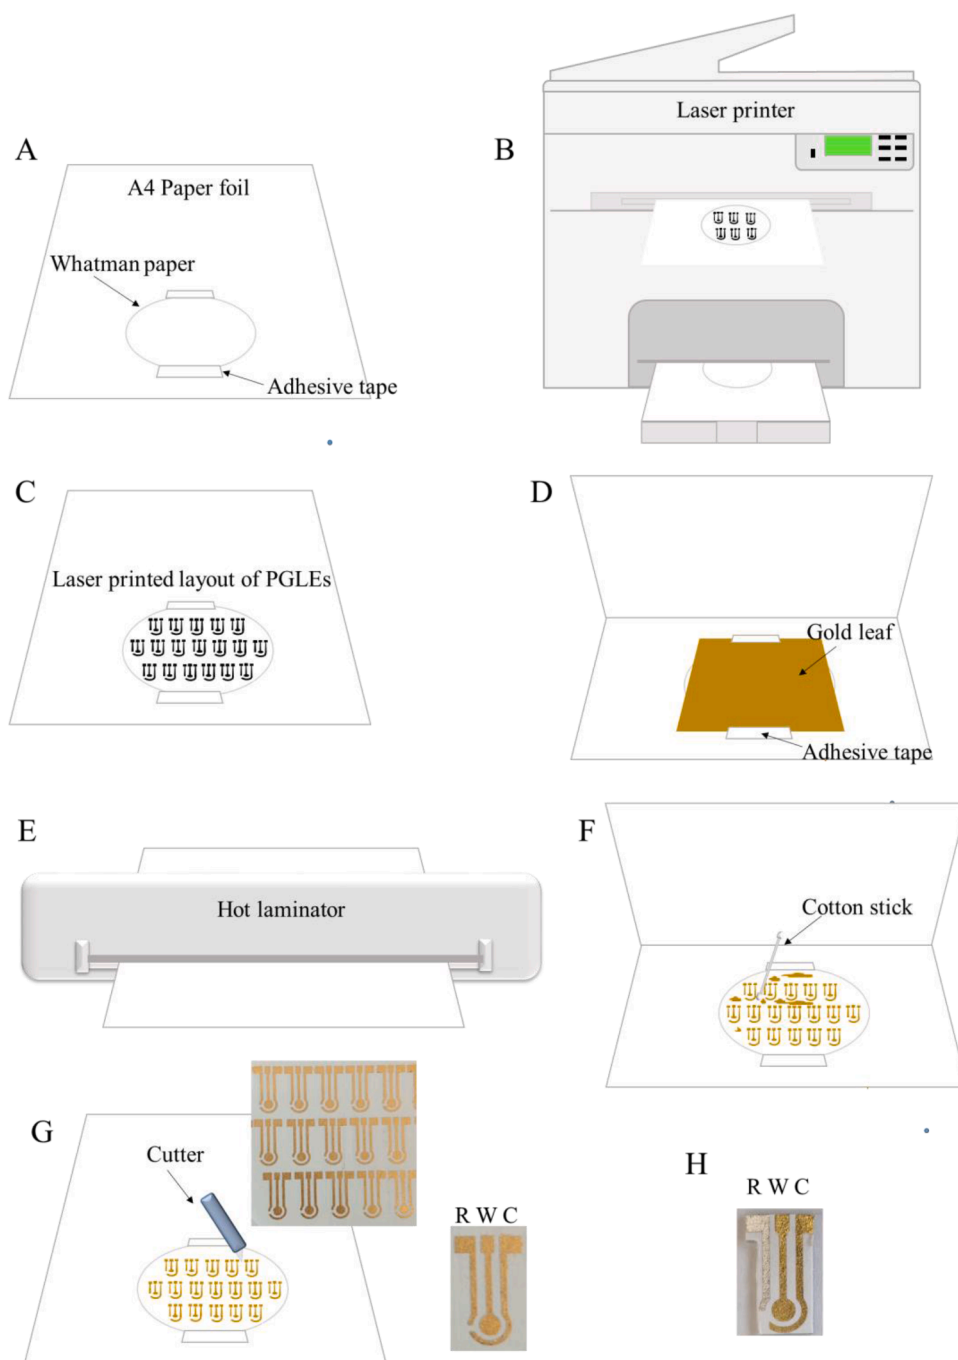 A
A4 Paper foil
Whatman paper
Adhesive tape
B
Laser printer
C
Laser printed layout of PGLEs
D
Gold leaf
Adhesive tape
E
Hot laminator
F
Cotton stick
G
Cutter
R W C
H
R W C